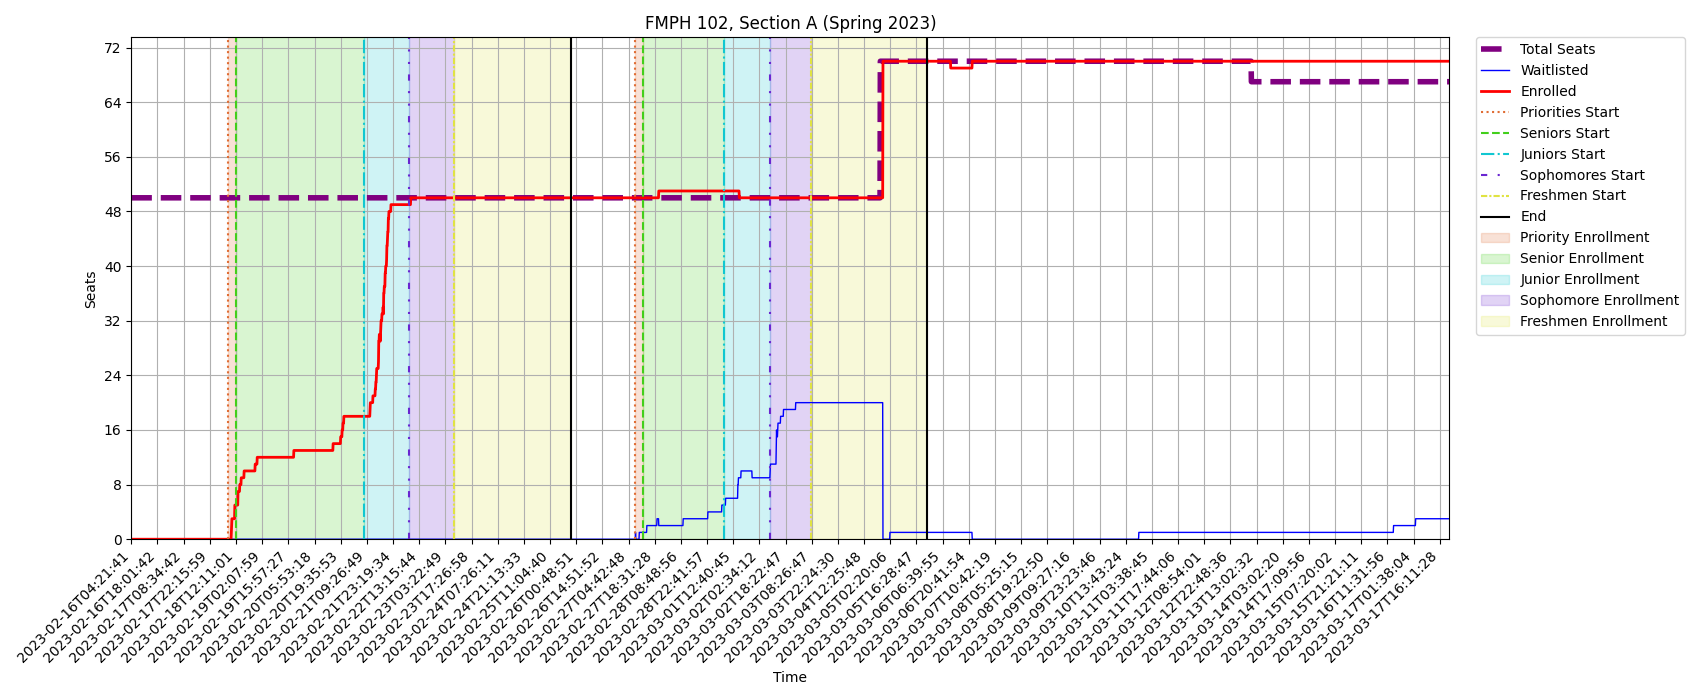 FMPH 102, Section A (Spring 2023)
Seats
72
64
56
48
40
32
24
16
8
0
2023-02-16T04:21:41
2023-02-16T18:01:42
2023-02-17T08:34:42
2023-02-17T22:15:59
2023-02-18T12:11:01
2023-02-19T02:07:59
2023-02-19T15:57:27
2023-02-20T05:53:18
2023-02-20T19:35:53
2023-02-21T09:26:49
2023-02-21T23:19:34
2023-02-22T13:15:44
2023-02-23T03:22:49
2023-02-23T17:26:58
2023-02-24T07:26:11
2023-02-24T21:13:33
2023-02-25T11:04:40
2023-02-26T00:48:51
2023-02-26T14:51:52
2023-02-27T04:42:48
2023-02-27T18:31:28
2023-02-28T08:48:56
2023-02-28T22:41:57
2023-03-01T12:40:45
2023-03-02T02:34:12
2023-03-02T18:22:47
2023-03-03T08:26:47
2023-03-03T22:24:30
2023-03-04T12:25:48
2023-03-05T02:20:06
2023-03-05T16:28:47
2023-03-06T06:39:55
2023-03-06T20:41:54
2023-03-07T10:42:19
2023-03-08T05:25:15
2023-03-08T19:22:50
2023-03-09T09:27:16
2023-03-09T23:23:46
2023-03-10T13:43:24
2023-03-11T03:38:45
2023-03-11T17:44:06
2023-03-12T08:54:01
2023-03-12T22:48:36
2023-03-13T13:02:32
2023-03-14T03:02:20
2023-03-14T17:09:56
2023-03-15T07:20:02
2023-03-15T21:21:11
2023-03-16T11:31:56
2023-03-17T01:38:04
2023-03-17T16:11:28
Time
Total Seats
Waitlisted
Enrolled
Priorities Start
Seniors Start
Juniors Start
Sophomores Start
Freshmen Start
End
Priority Enrollment
Senior Enrollment
Junior Enrollment
Sophomore Enrollment
Freshmen Enrollment